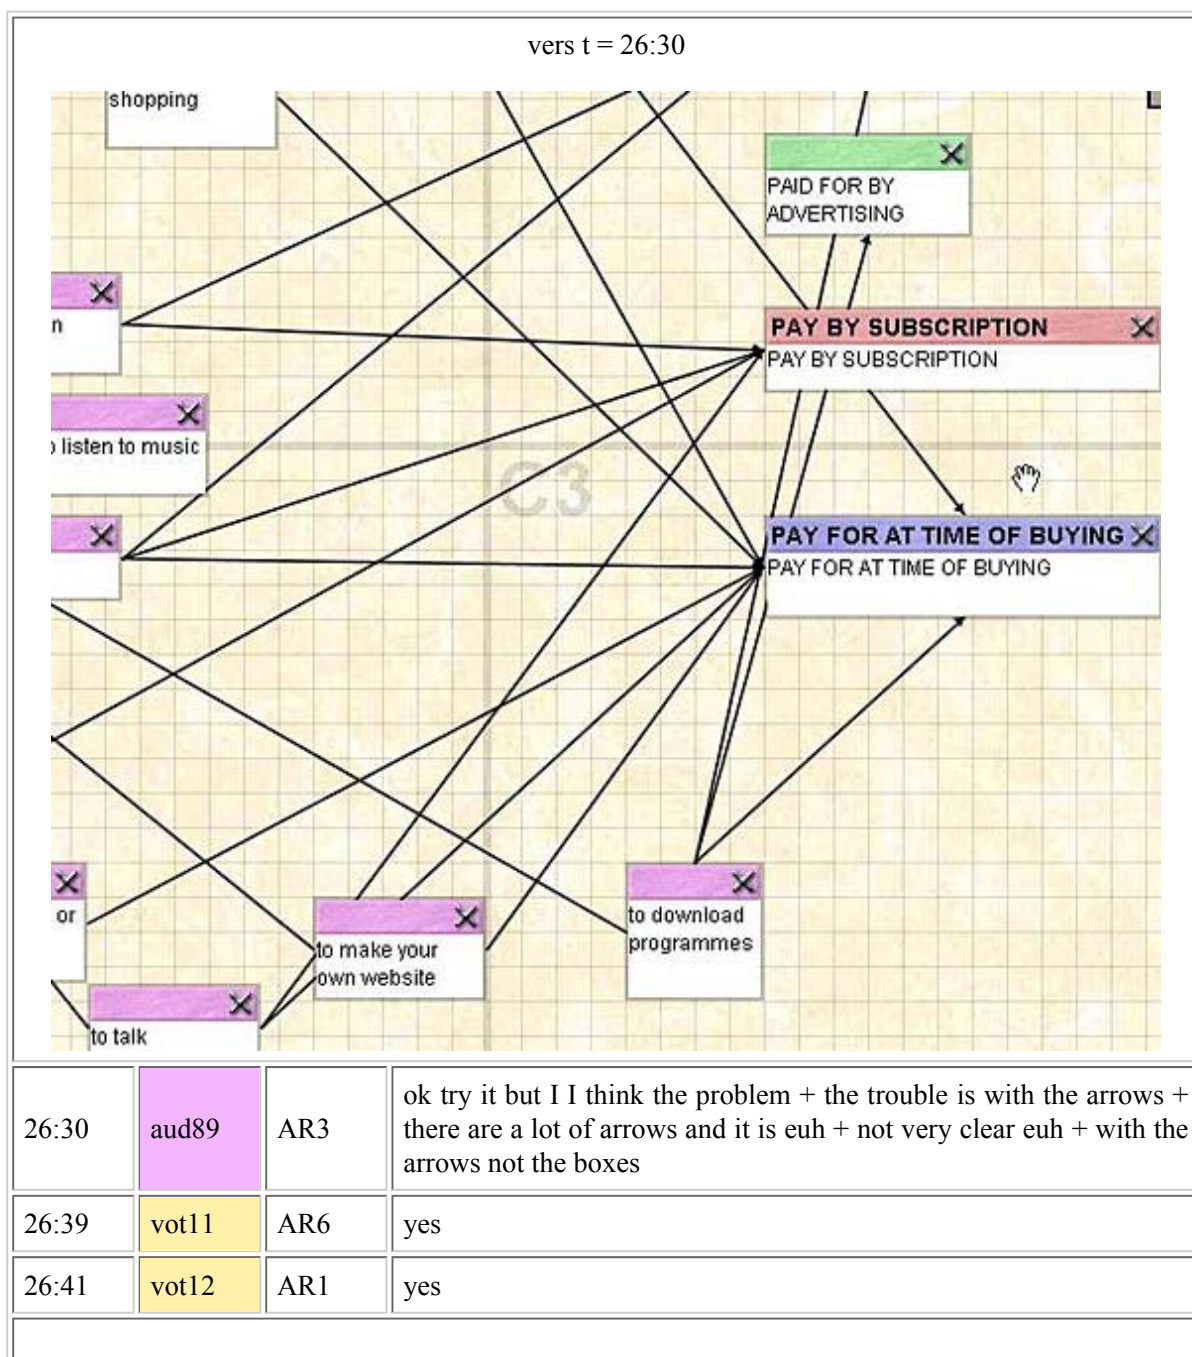 vers t = 26:30
shopping
PAID FOR BY
ADVERTISING
n
PAY BY SUBSCRIPTION
PAY BY SUBSCRIPTION
o listen to music
C3
PAY FOR AT TIME OF BUYING
PAY FOR AT TIME OF BUYING
or
to download
programmes
to make your
own website
to talk
26:30 aud89 AR3 ok try it but I I think the problem + the trouble is with the arrows +
there are a lot of arrows and it is euh + not very clear euh + with the
arrows not the boxes
26:39 vot11 AR6 yes
26:41 vot12 AR1 yes